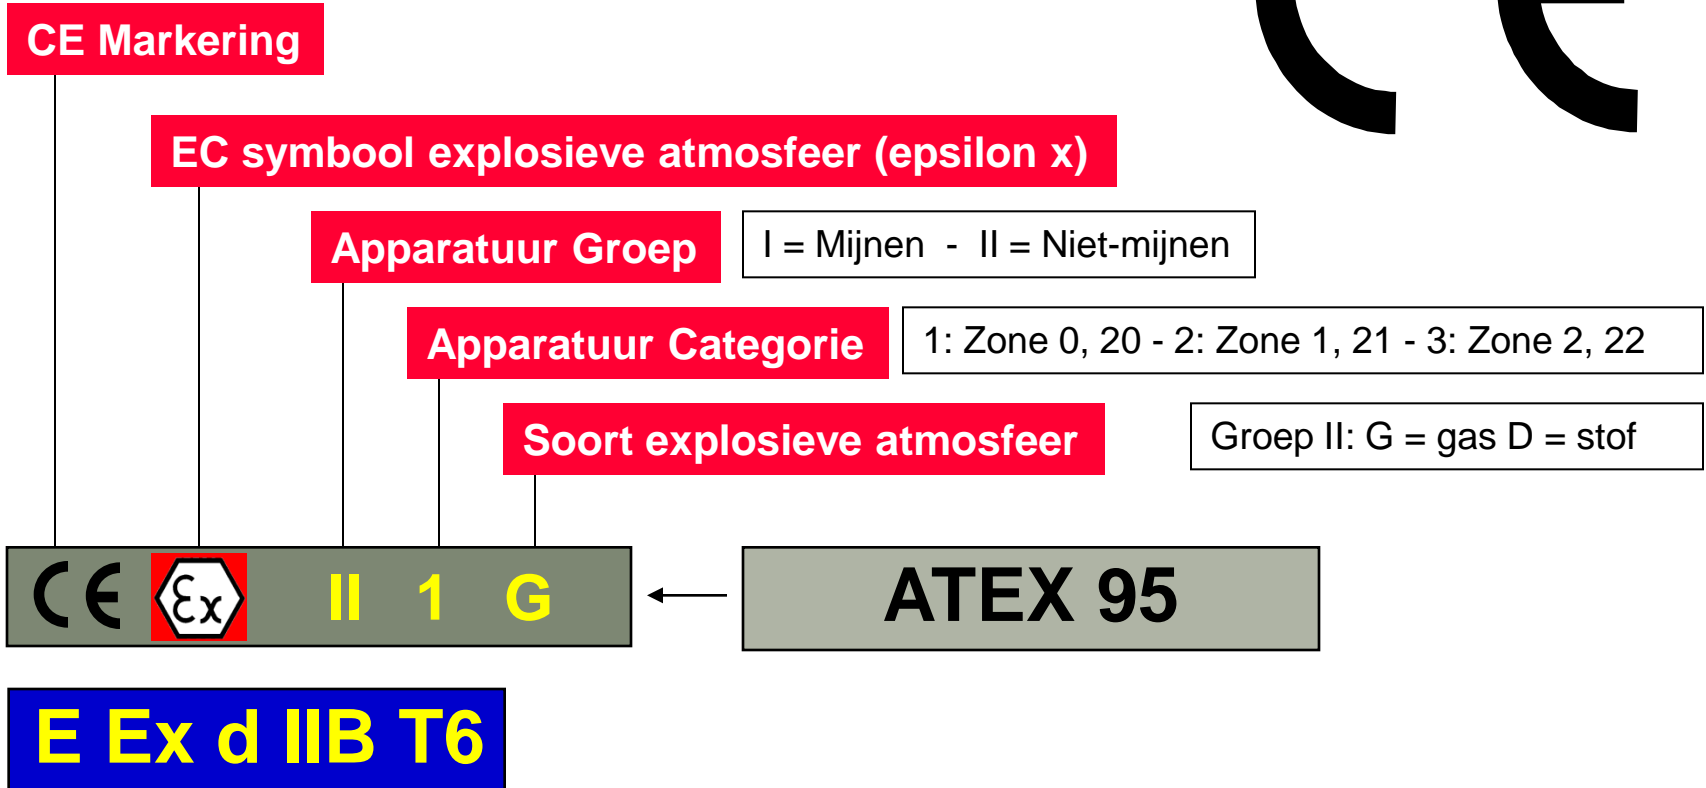 CE Markering
EC symbool explosieve atmosfeer (epsilon x)
Apparatuur Groep
I = Mijnen - II = Niet-mijnen
Apparatuur Categorie
1: Zone 0, 20 - 2: Zone 1, 21 - 3: Zone 2, 22
Soort explosieve atmosfeer
Groep II: G = gas D = stof
CE Ex II 1 G
ATEX 95
E Ex d IIB T6